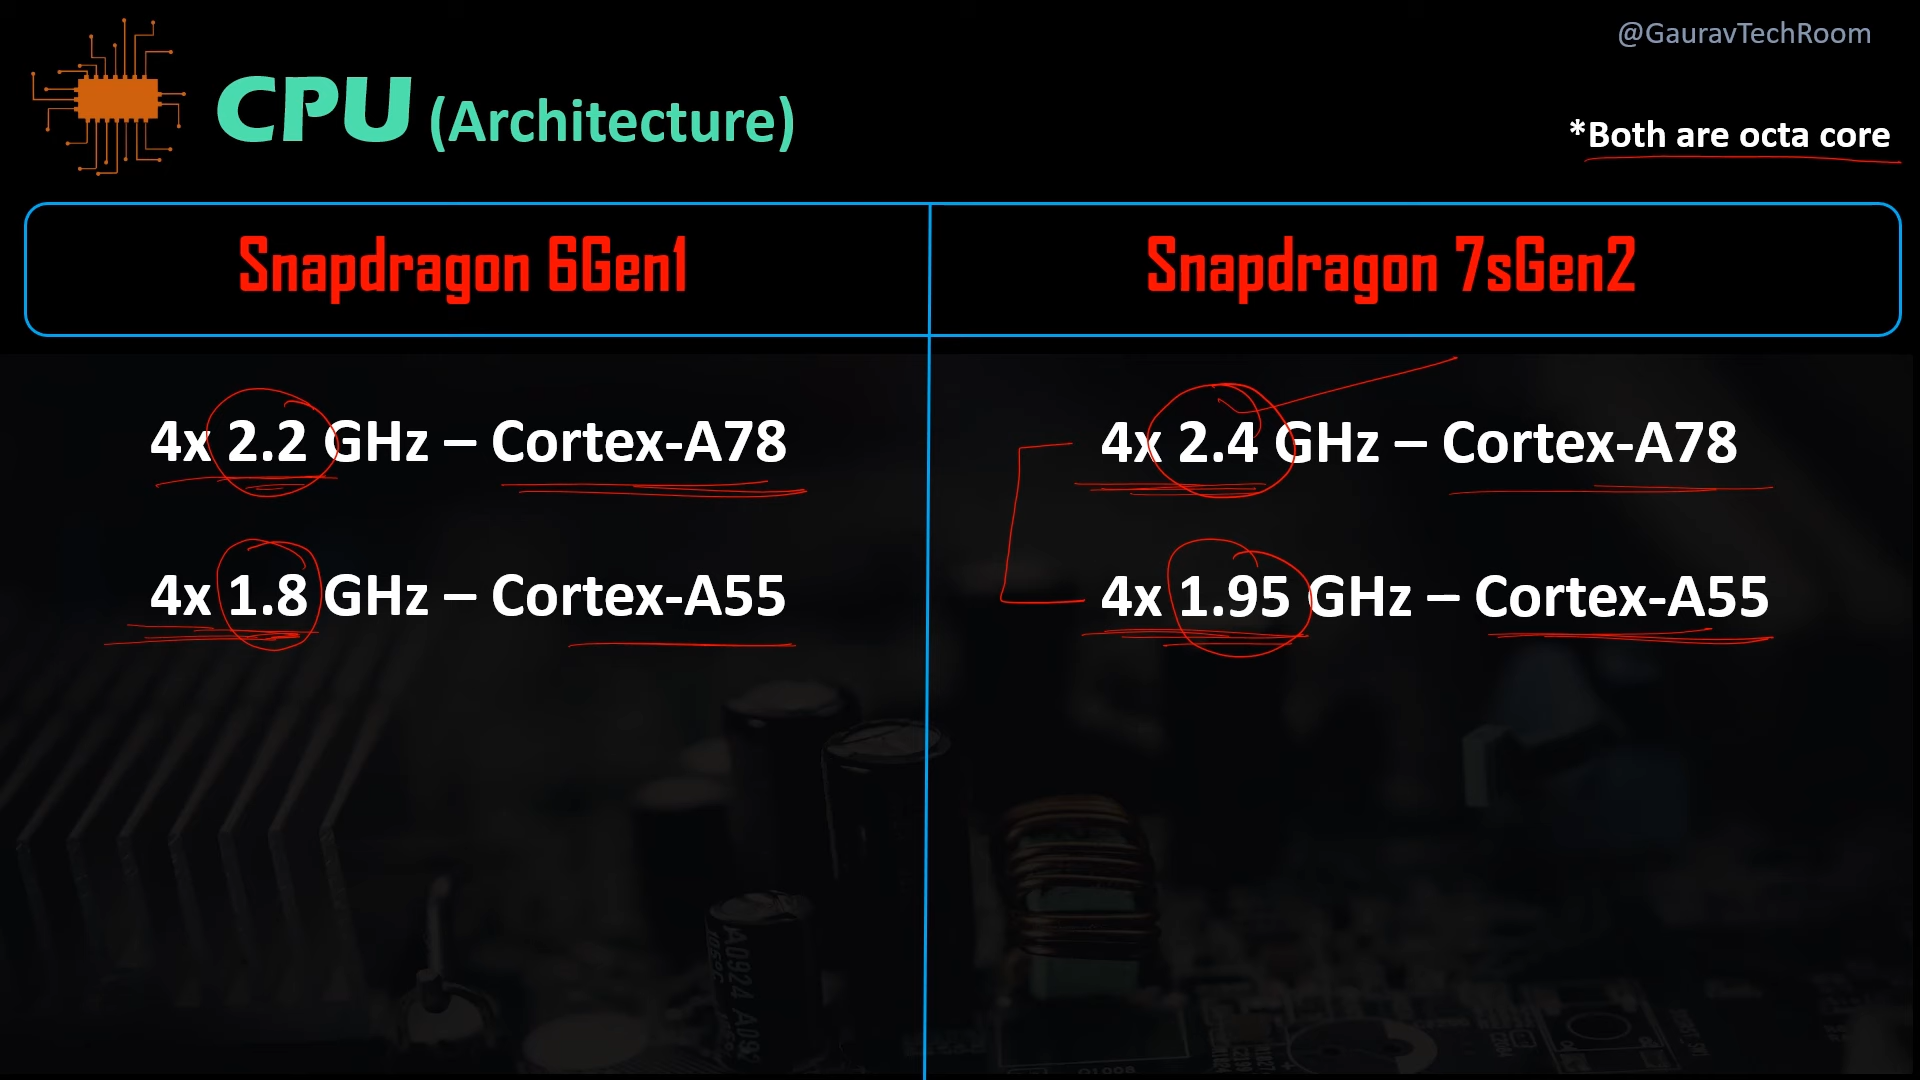 @GauravTechRoom
CPU (Architecture)
*Both are octa core
Snapdragon 6Gen1
Snapdragon 7sGen2
4x 2.2 GHz – Cortex-A78
4x 2.4 GHz – Cortex-A78
4x 1.8 GHz – Cortex-A55
4x 1.95 GHz – Cortex-A55